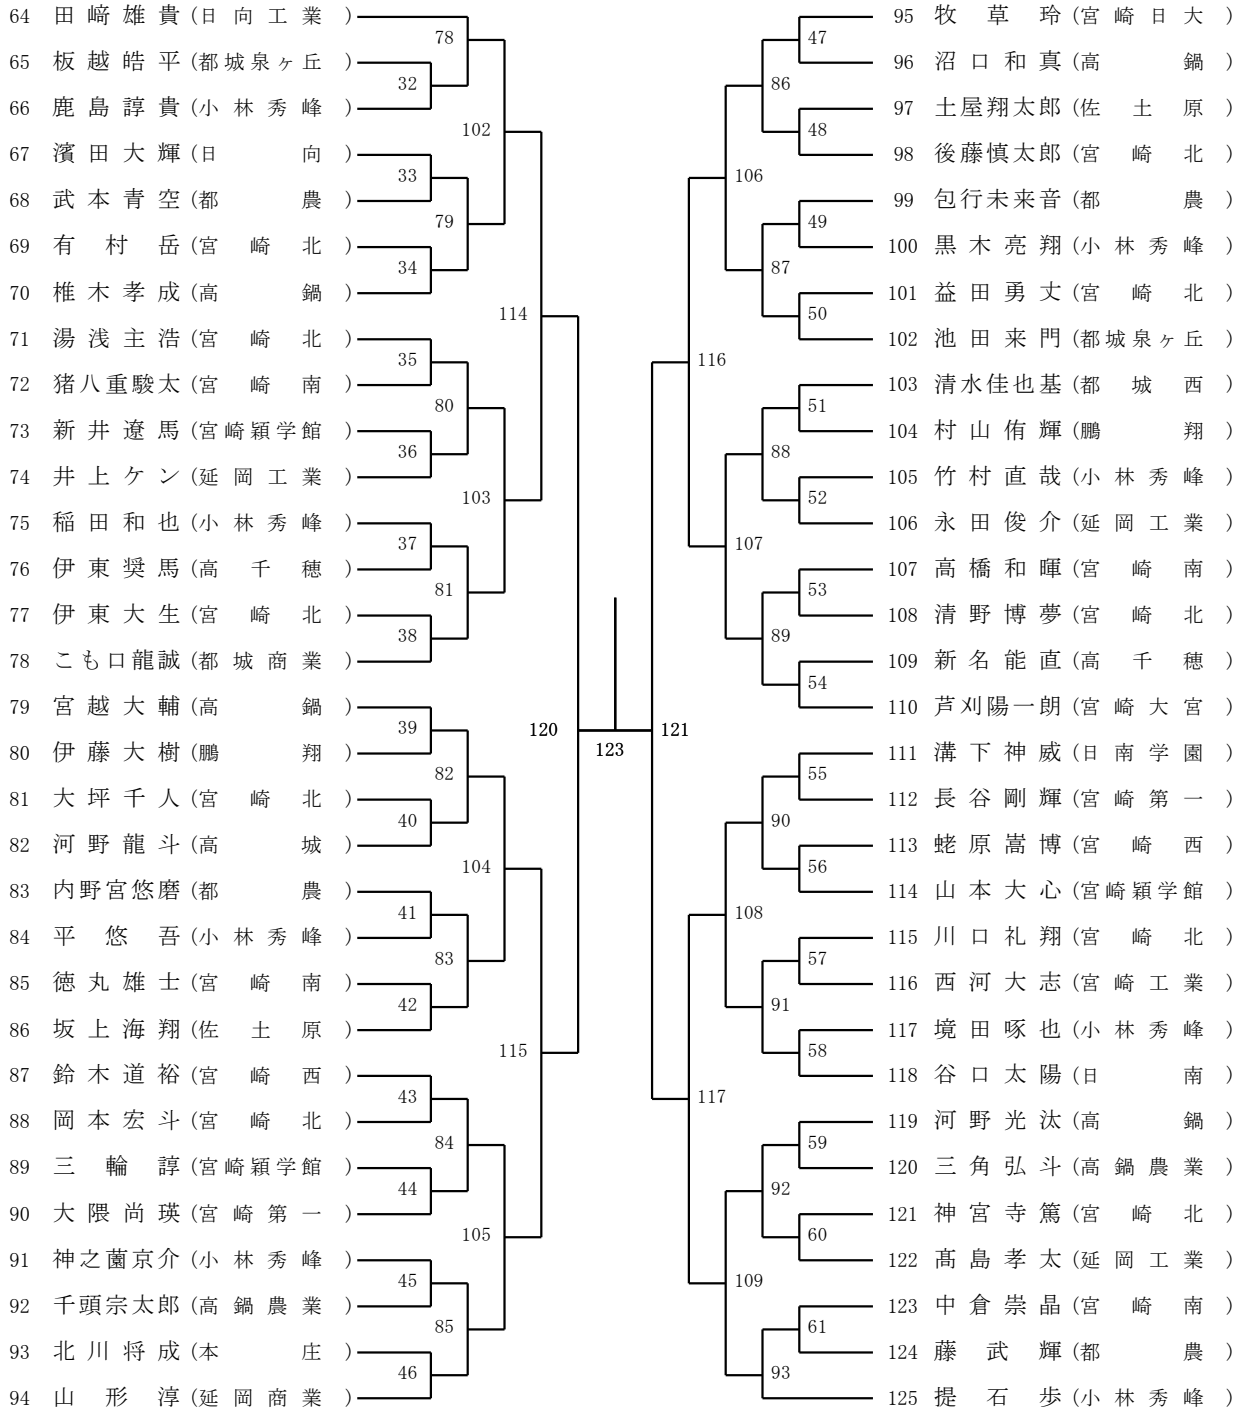 64 田﨑雄貴(日向工業)
65 板越皓平(都城泉ヶ丘)
66 鹿島諄貴(小林秀峰)
67 濱田大輝(日向)
68 武本青空(都農)
69 有村岳(宮崎北)
70 椎木孝成(高鍋)
71 湯浅主浩(宮崎北)
72 猪八重駿太(宮崎南)
73 新井遼馬(宮崎穎学館)
74 井上ケン(延岡工業)
75 稲田和也(小林秀峰)
76 伊東奨馬(高千穂)
77 伊東大生(宮崎北)
78 こも口龍誠(都城商業)
79 宮越大輔(高鍋)
80 伊藤大樹(鵬翔)
81 大坪千人(宮崎北)
82 河野龍斗(高城)
83 内野宮悠磨(都農)
84 平悠吾(小林秀峰)
85 徳丸雄士(宮崎南)
86 坂上海翔(佐土原)
87 鈴木道裕(宮崎西)
88 岡本宏斗(宮崎北)
89 三輪諄(宮崎穎学館)
90 大隈尚瑛(宮崎第一)
91 神之薗京介(小林秀峰)
92 千頭宗太郎(高鍋農業)
93 北川将成(本庄)
94 山形淳(延岡商業)
78
32
102
33
79
34
114
35
80
36
103
37
81
38
120
39
82
40
104
41
83
42
115
43
84
44
105
45
85
46
123
121
47
86
48
106
49
87
50
116
51
88
52
107
53
89
54
55
90
56
108
57
91
58
117
59
92
60
109
61
93
95 牧草玲(宮崎日大)
96 沼口和真(高鍋)
97 土屋翔太郎(佐土原)
98 後藤慎太郎(宮崎北)
99 包行未来音(都農)
100 黒木亮翔(小林秀峰)
101 益田勇丈(宮崎北)
102 池田来門(都城泉ヶ丘)
103 清水佳也基(都城西)
104 村山侑輝(鵬翔)
105 竹村直哉(小林秀峰)
106 永田俊介(延岡工業)
107 高橋和暉(宮崎南)
108 清野博夢(宮崎北)
109 新名能直(高千穂)
110 芦刈陽一朗(宮崎大宮)
111 溝下神威(日南学園)
112 長谷剛輝(宮崎第一)
113 蛯原嵩博(宮崎西)
114 山本大心(宮崎穎学館)
115 川口礼翔(宮崎北)
116 西河大志(宮崎工業)
117 境田啄也(小林秀峰)
118 谷口太陽(日南)
119 河野光汰(高鍋)
120 三角弘斗(高鍋農業)
121 神宮寺篤(宮崎北)
122 髙島孝太(延岡工業)
123 中倉崇晶(宮崎南)
124 藤武輝(都農)
125 提石歩(小林秀峰)